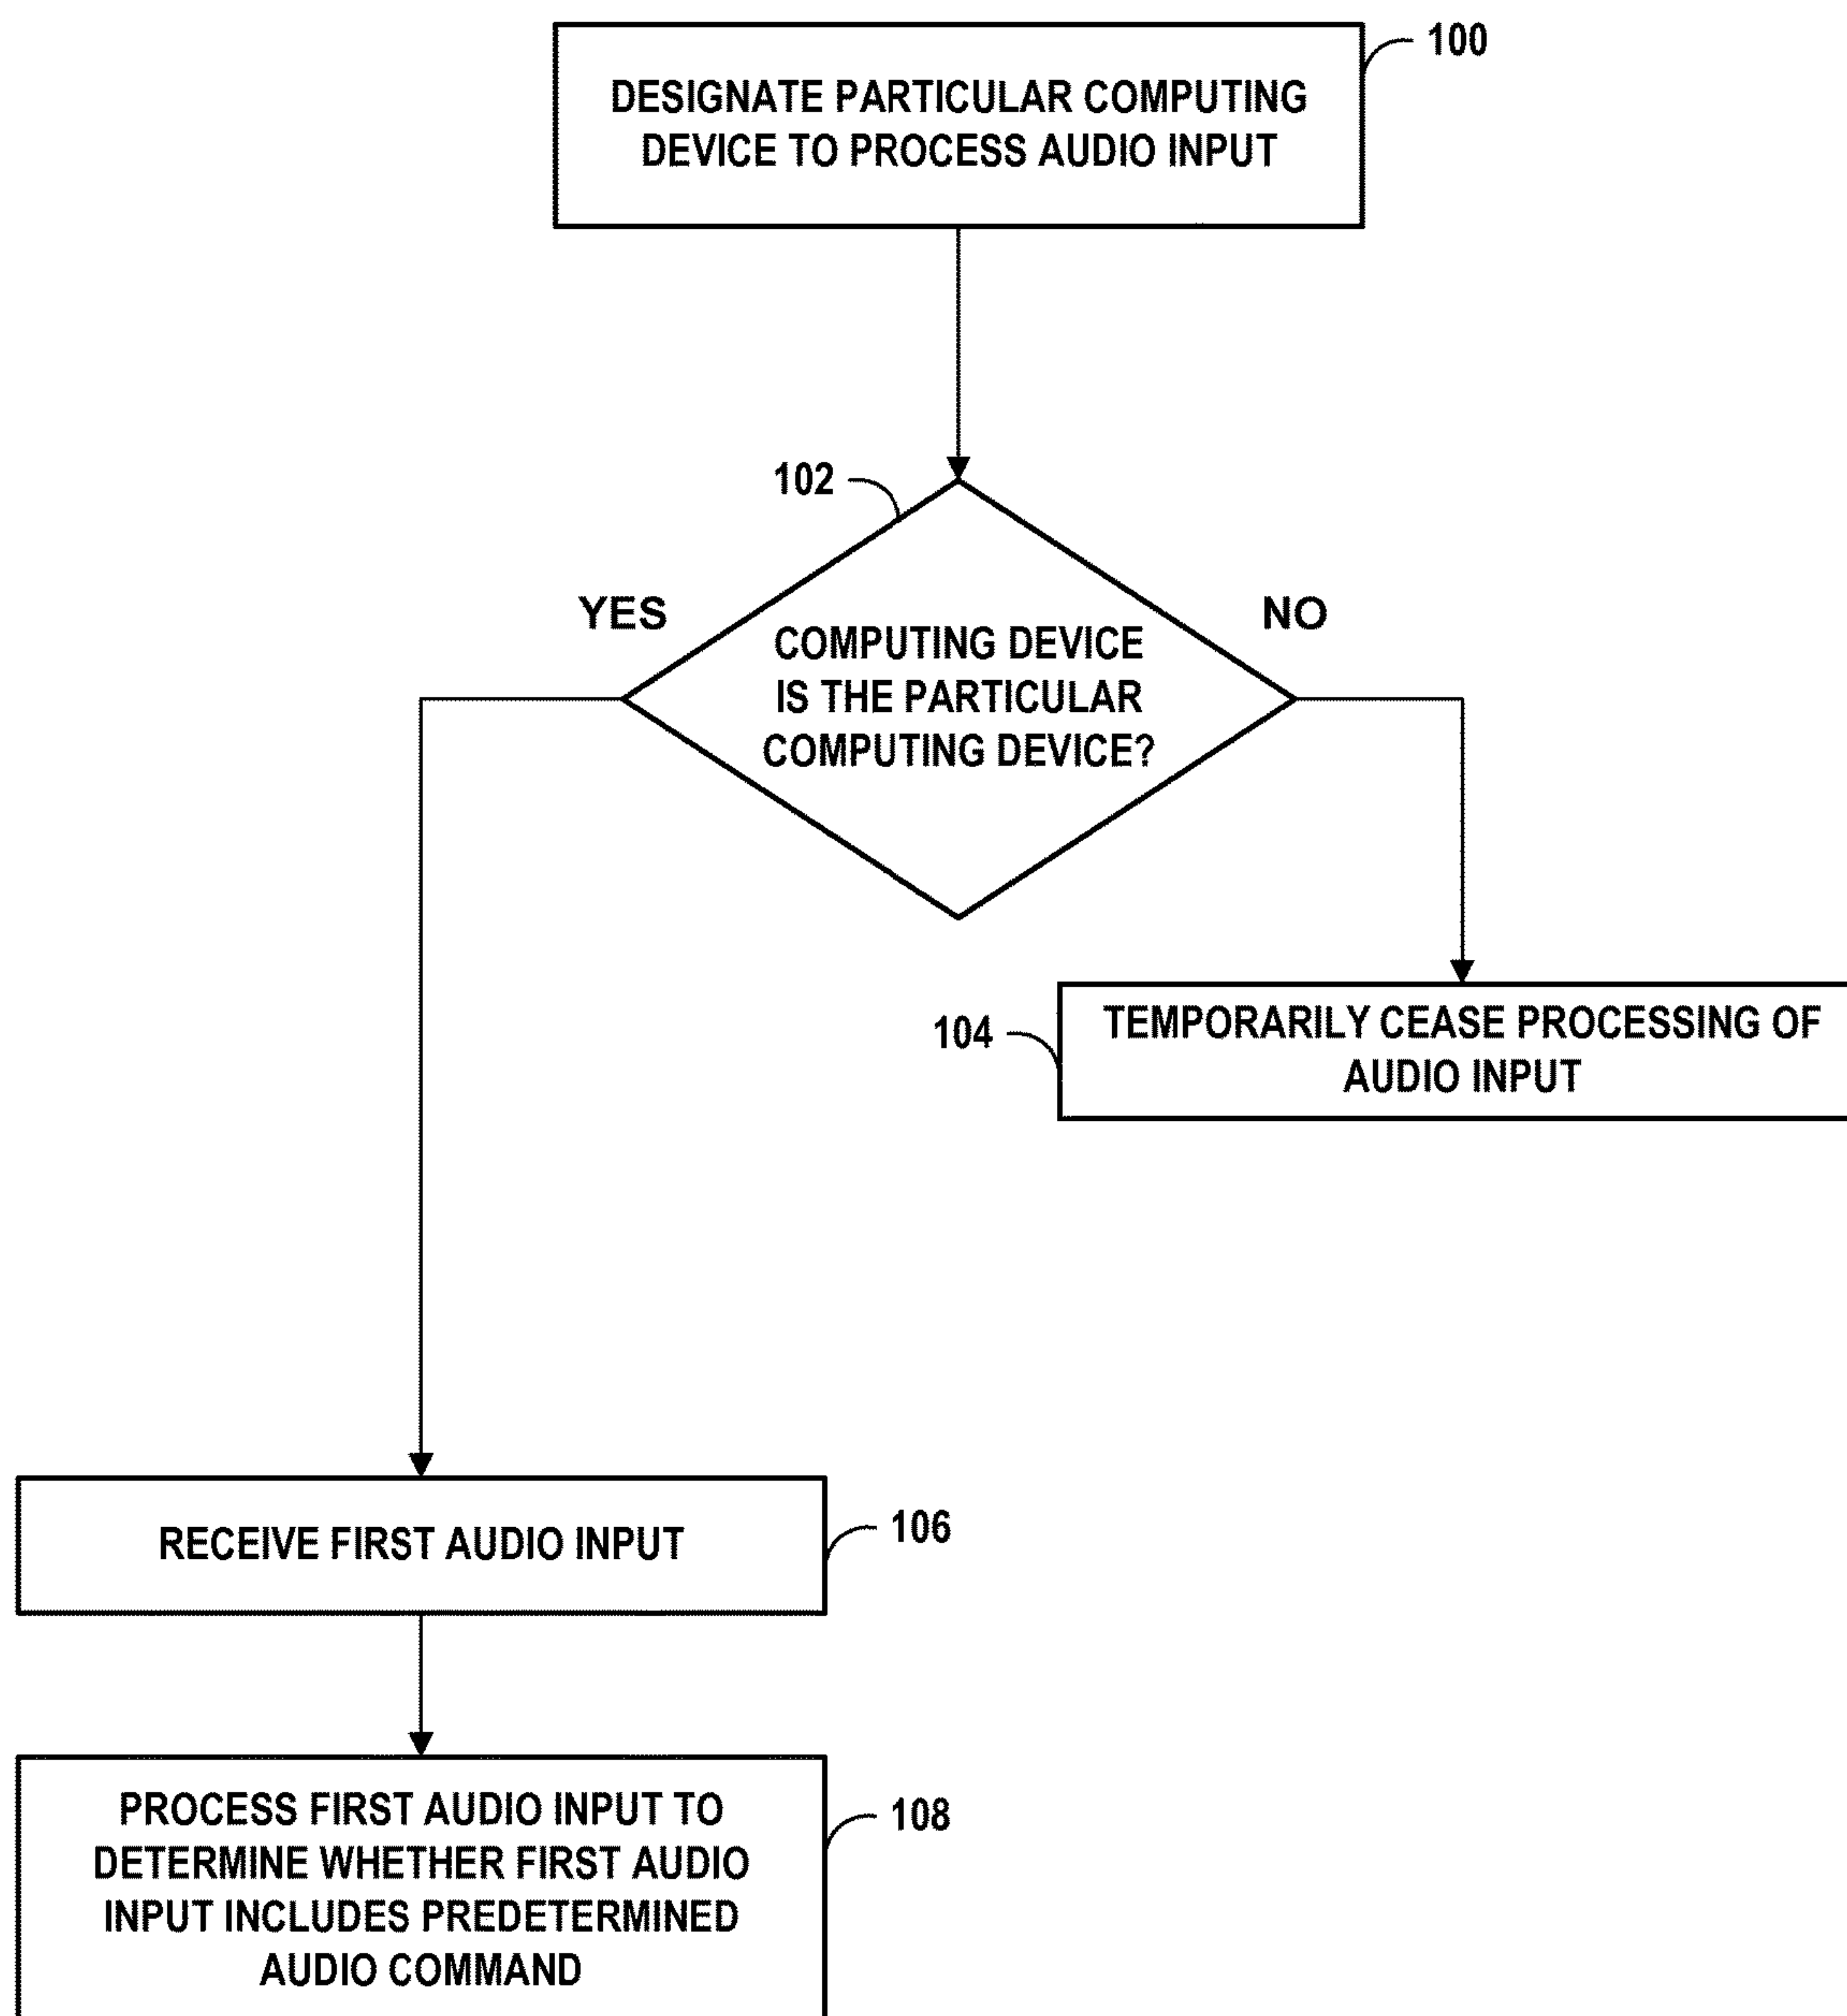 100
DESIGNATE PARTICULAR COMPUTING
DEVICE TO PROCESS AUDIO INPUT
102
YES
NO
COMPUTING DEVICE
IS THE PARTICULAR
COMPUTING DEVICE?
104
TEMPORARILY CEASE PROCESSING OF
AUDIO INPUT
RECEIVE FIRST AUDIO INPUT
106
PROCESS FIRST AUDIO INPUT TO
DETERMINE WHETHER FIRST AUDIO
INPUT INCLUDES PREDETERMINED
AUDIO COMMAND
108